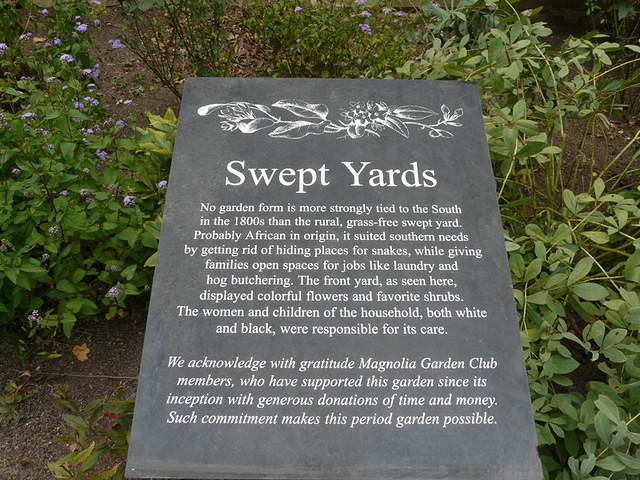 Swept Yards
No garden form is more strongly tied to the South
in the 1800s than the rural, grass-free swept yard.
Probably African in origin, it suited southern needs
by getting rid of hiding places for snakes, while giving
families open spaces for jobs like laundry and
hog butchering. The front yard, as seen here,
displayed colorful flowers and favorite shrubs.
The women and children of the household, both white
and black, were responsible for its care.
We acknowledge with gratitude Magnolia Garden Club
members, who have supported this garden since its
inception with generous donations of time and money.
Such commitment makes this period garden possible.